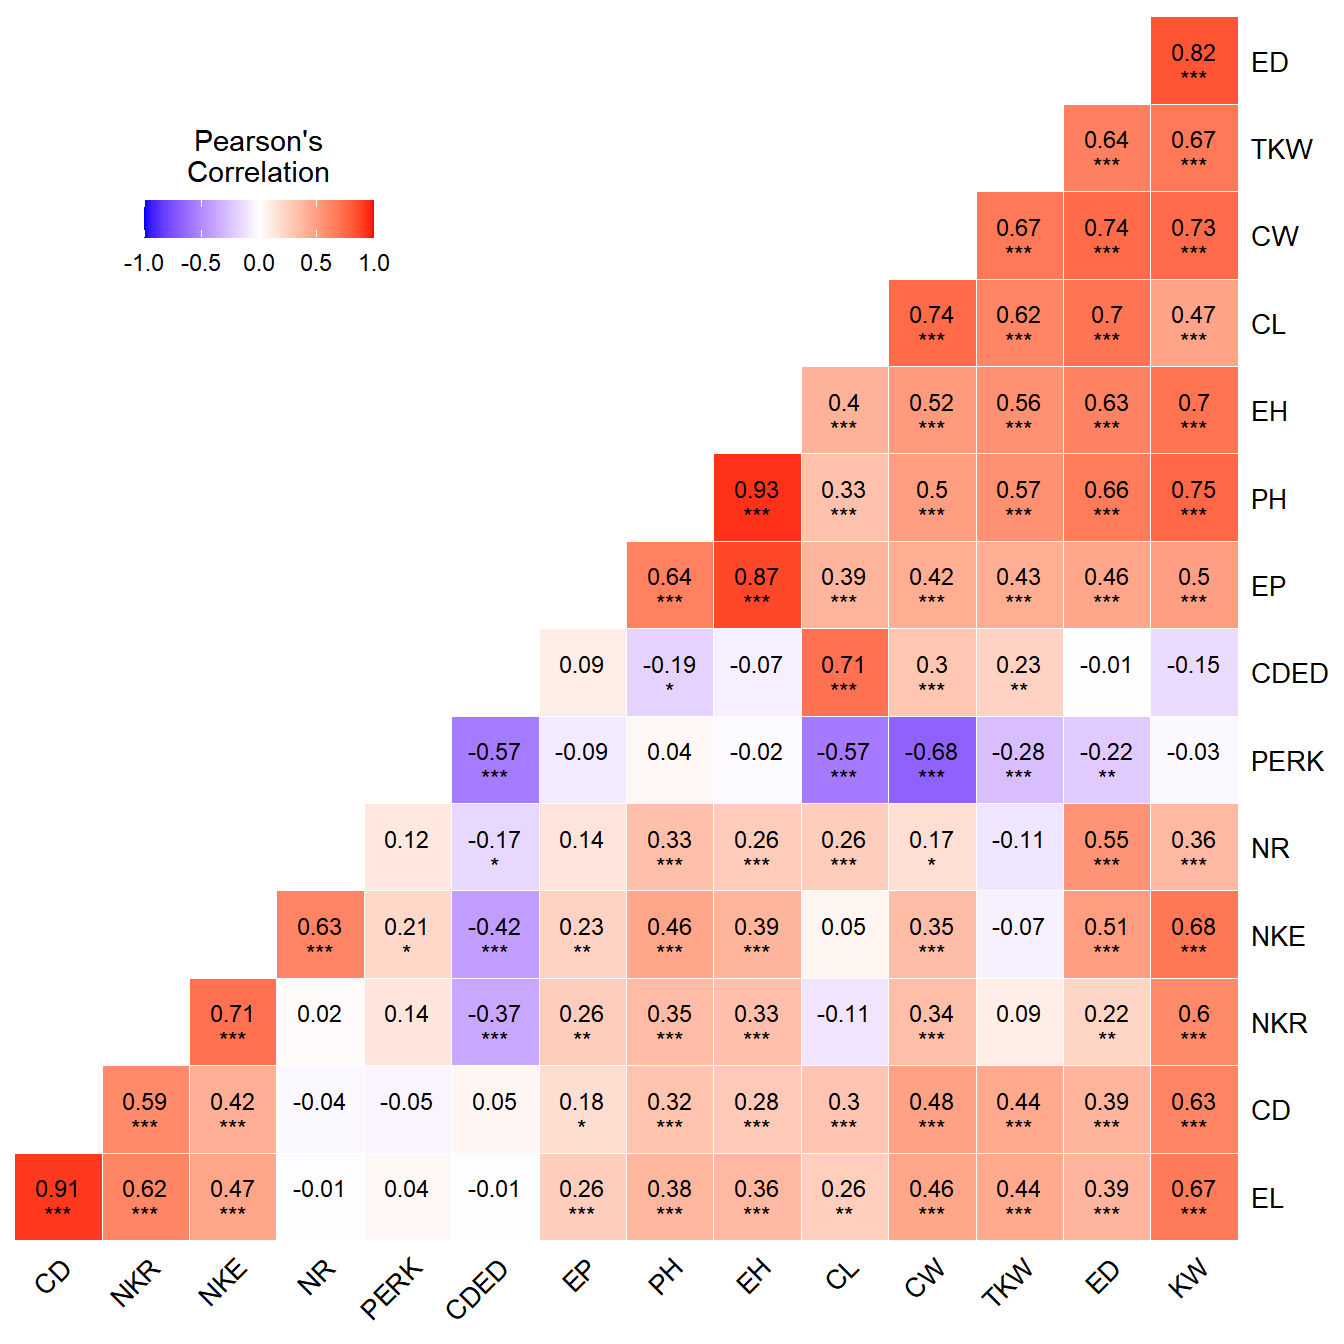 0.82 ED
***
Pearson's
Correlation
-1.0 -0.5 0.0 0.5 1.0
0.64 0.67 TKW
*** ***
0.67 0.74 0.73 CW
*** *** ***
0.74 0.62 0.7 0.47 CL
*** *** *** ***
0.4 0.52 0.56 0.63 0.7 EH
*** *** *** *** ***
0.93 0.33 0.5 0.57 0.66 0.75 PH
*** *** *** *** *** ***
0.64 0.87 0.39 0.42 0.43 0.46 0.5 EP
*** *** *** *** *** *** ***
0.09 -0.19 -0.07 0.71 0.3 0.23 -0.01 -0.15 CDED
* *** *** **
-0.57 -0.09 0.04 -0.02 -0.57 -0.68 -0.28 -0.22 -0.03 PERK
*** *** *** *** **
0.12 -0.17 0.14 0.33 0.26 0.26 0.17 -0.11 0.55 0.36 NR
* *** *** *** * *** ***
0.63 0.21 -0.42 0.23 0.46 0.39 0.05 0.35 -0.07 0.51 0.68 NKE
*** * *** ** *** *** *** *** ***
0.71 0.02 0.14 -0.37 0.26 0.35 0.33 -0.11 0.34 0.09 0.22 0.6 NKR
*** *** ** *** *** *** ** ***
0.59 0.42 -0.04 -0.05 0.05 0.18 0.32 0.28 0.3 0.48 0.44 0.39 0.63 CD
*** *** * *** *** *** *** *** *** ***
0.91 0.62 0.47 -0.01 0.04 -0.01 0.26 0.38 0.36 0.26 0.46 0.44 0.39 0.67 EL
*** *** *** *** *** *** ** *** *** *** ***
CD NKR NKE NR PERK CDED EP PH EH CL CW TKW ED KW